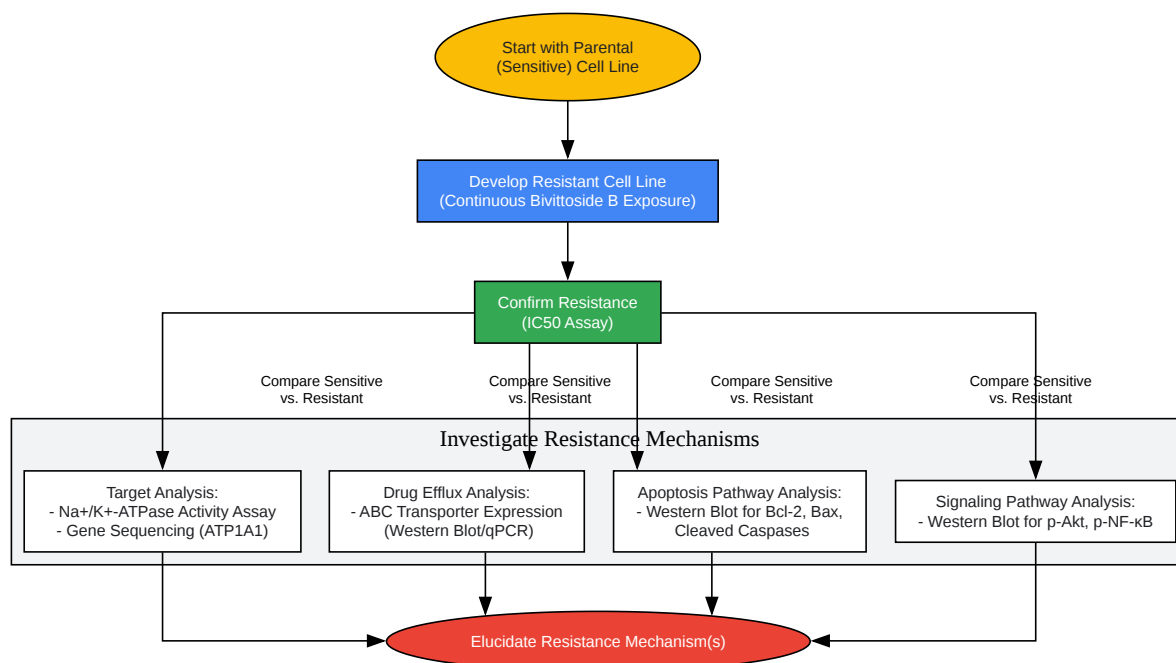 Start with Parental
(Sensitive) Cell Line
Develop Resistant Cell Line
(Continuous Bivittoside B Exposure)
Confirm Resistance
(IC50 Assay)
Compare Sensitive
vs. Resistant
Compare Sensitive
vs. Resistant
Compare Sensitive
vs. Resistant
Compare Sensitive
vs. Resistant
Investigate Resistance Mechanisms
Target Analysis:
- Na+/K+-ATPase Activity Assay
- Gene Sequencing (ATP1A1)
Drug Efflux Analysis:
- ABC Transporter Expression
(Western Blot/qPCR)
Apoptosis Pathway Analysis:
- Western Blot for Bcl-2, Bax,
Cleaved Caspases
Signaling Pathway Analysis:
- Western Blot for p-Akt, p-NF-κB
Elucidate Resistance Mechanism(s)